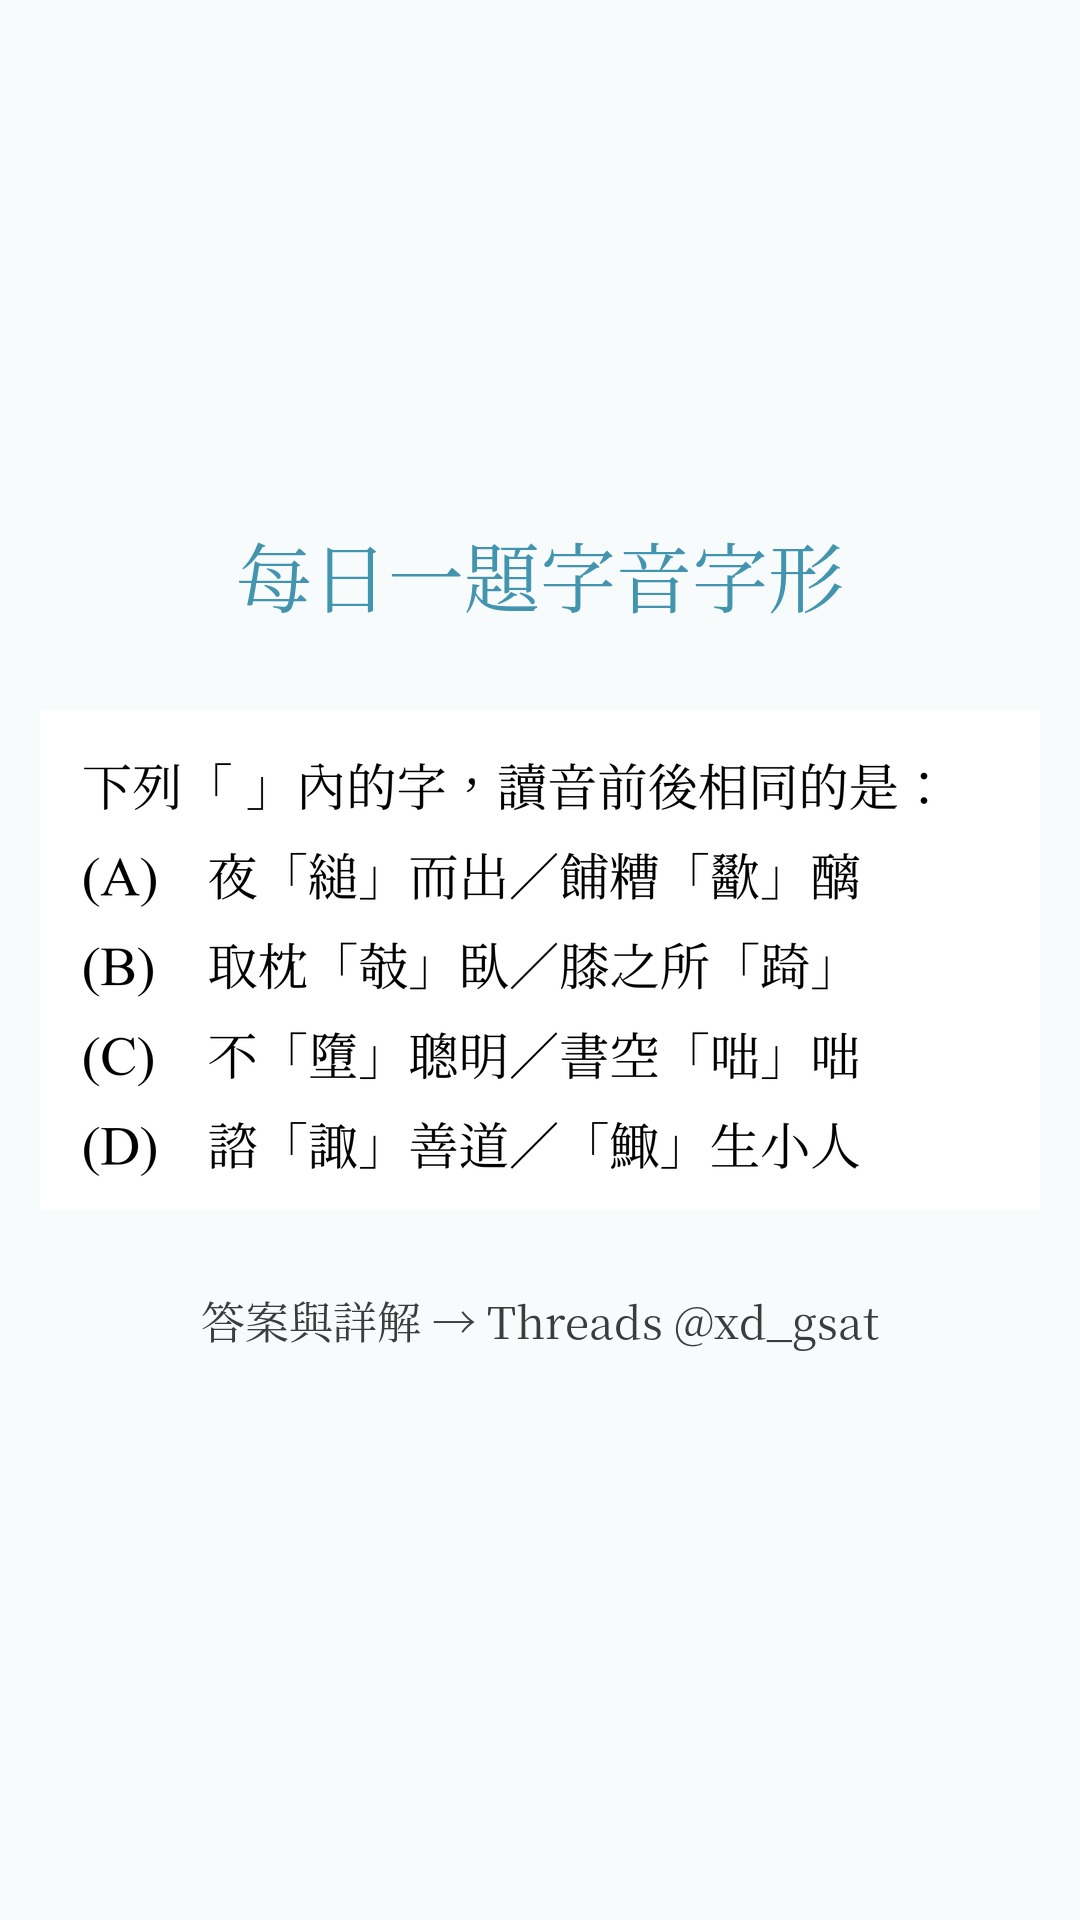 每日一題字音字形
下列「 」內的字，讀音前後相同的是：
(A) 夜「縋」而出／餔糟「歠」醨
(B) 取枕「攲」臥／膝之所「踦」
(C) 不「墮」聰明／書空「咄」咄
(D) 諮「諏」善道／「鯫」生小人
答案與詳解 → Threads @xd_gsat